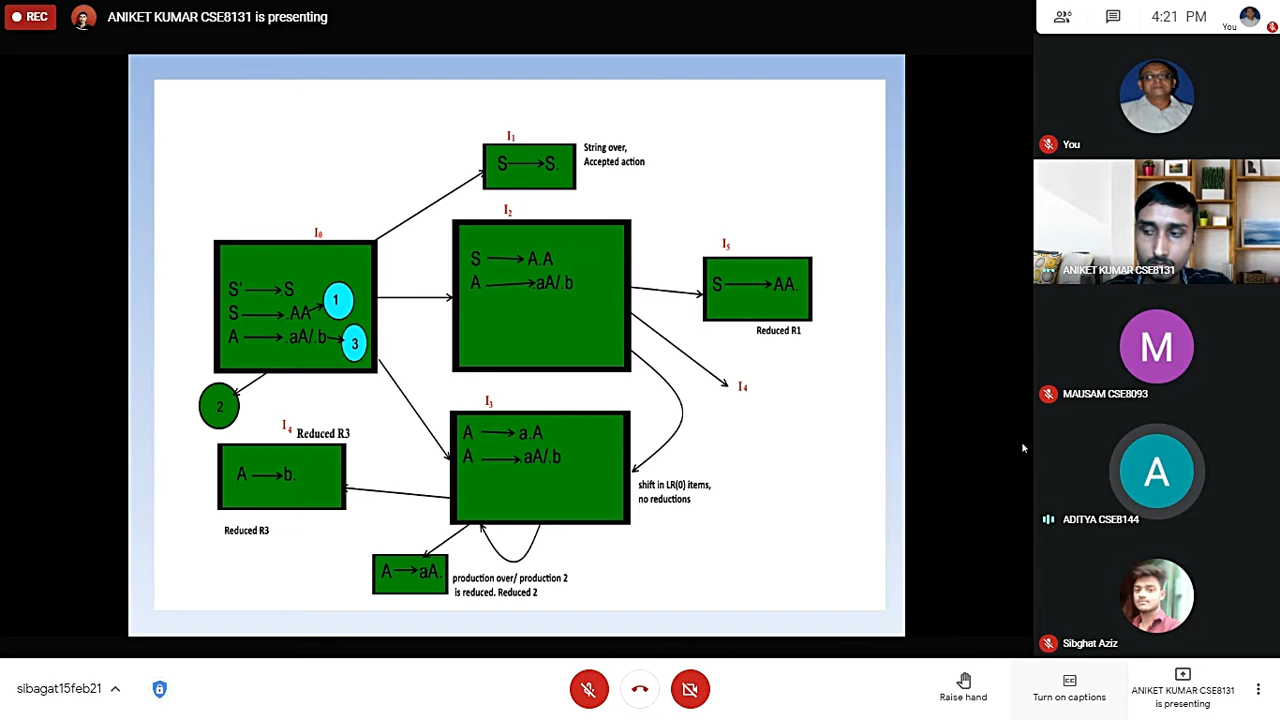 REC
ANIKET KUMAR CSE8131 is presenting
6
4:21 PM
You
I1
S → S.
String over,
Accepted action
I0
S' → .S
S → .AA
1
A → .aA/.b
3
2
I2
S → A.A
A → aA/.b
I5
S → AA.
Reduced R1
I4
I3
A → a.A
A → .aA/.b
shift in LR(0) items,
no reductions
I4 Reduced R3
A → b.
Reduced R3
A → aA.
production over/ production 2
is reduced. Reduced 2
You
ANIKET KUMAR CSE8131
M
MAUSAM CSE8093
A
ADITYA CSE8144
Sibghat Aziz
sibagat15feb21
Raise hand
Turn on captions
ANIKET KUMAR CSE8131
is presenting